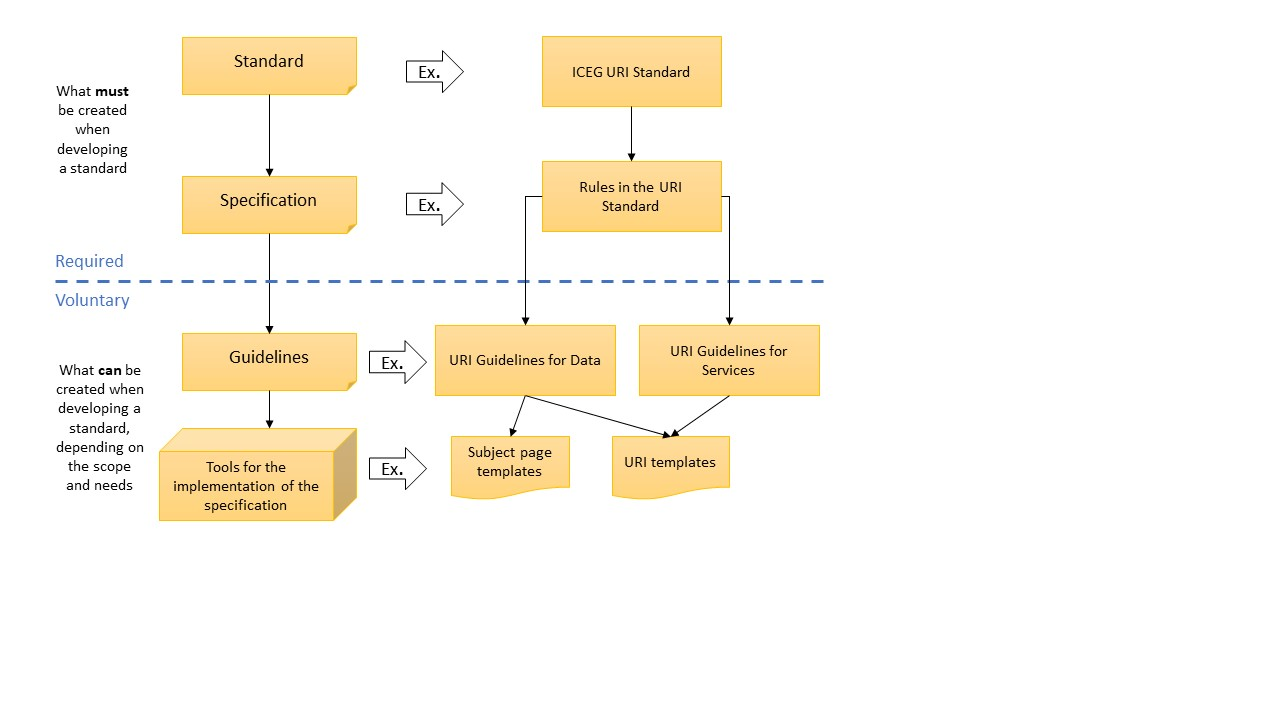 Standard
Ex.
ICEG URI Standard
What must
be created
when
developing
a standard
Specification
Ex.
Rules in the URI
Standard
Required
Voluntary
Guidelines
Ex.
URI Guidelines for Data
URI Guidelines for
Services
What can be
created when
developing a
standard,
depending on
the scope
and needs
Tools for the
implementation of the
specification
Ex.
Subject page
templates
URI templates